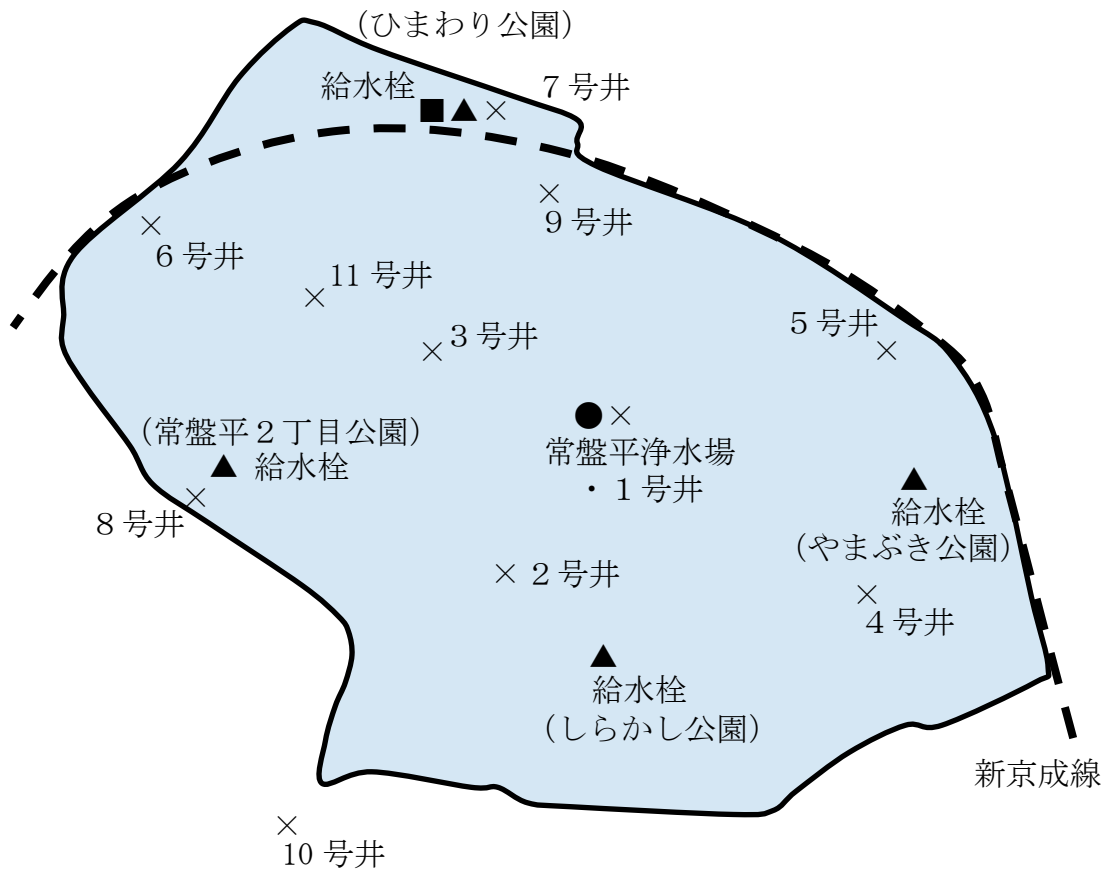 （ひまわり公園）
給水栓
７号井
９号井
６号井
11 号井
３号井
５号井
（常盤平２丁目公園）
給水栓
常盤平浄水場
・１号井
８号井
給水栓
（やまぶき公園）
２号井
４号井
給水栓
（しらかし公園）
新京成線
10 号井